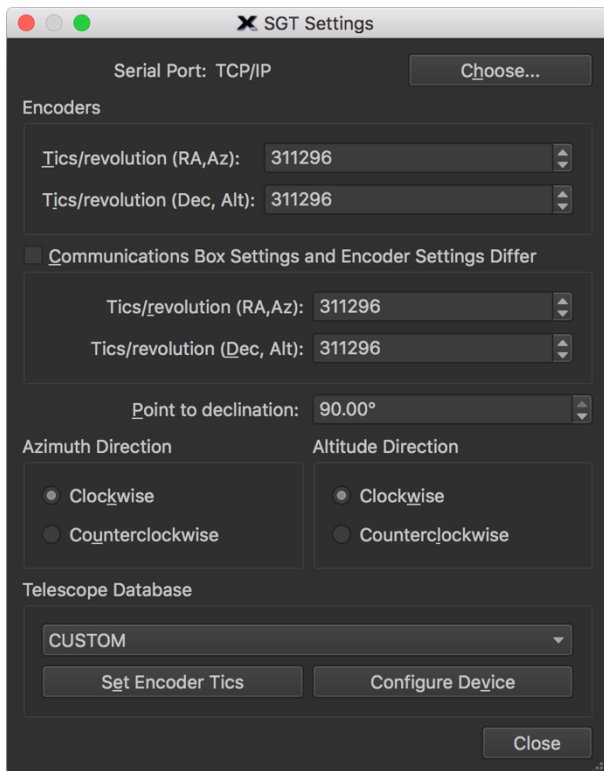 SGT Settings
Serial Port: TCP/IP
Choose...
Encoders
Tics/revolution (RA,Az): 311296
Tics/revolution (Dec, Alt): 311296
Communications Box Settings and Encoder Settings Differ
Tics/revolution (RA,Az): 311296
Tics/revolution (Dec, Alt): 311296
Point to declination: 90.00°
Azimuth Direction
Altitude Direction
Clockwise
Clockwise
Counterclockwise
Counterclockwise
Telescope Database
CUSTOM
Set Encoder Tics
Configure Device
Close